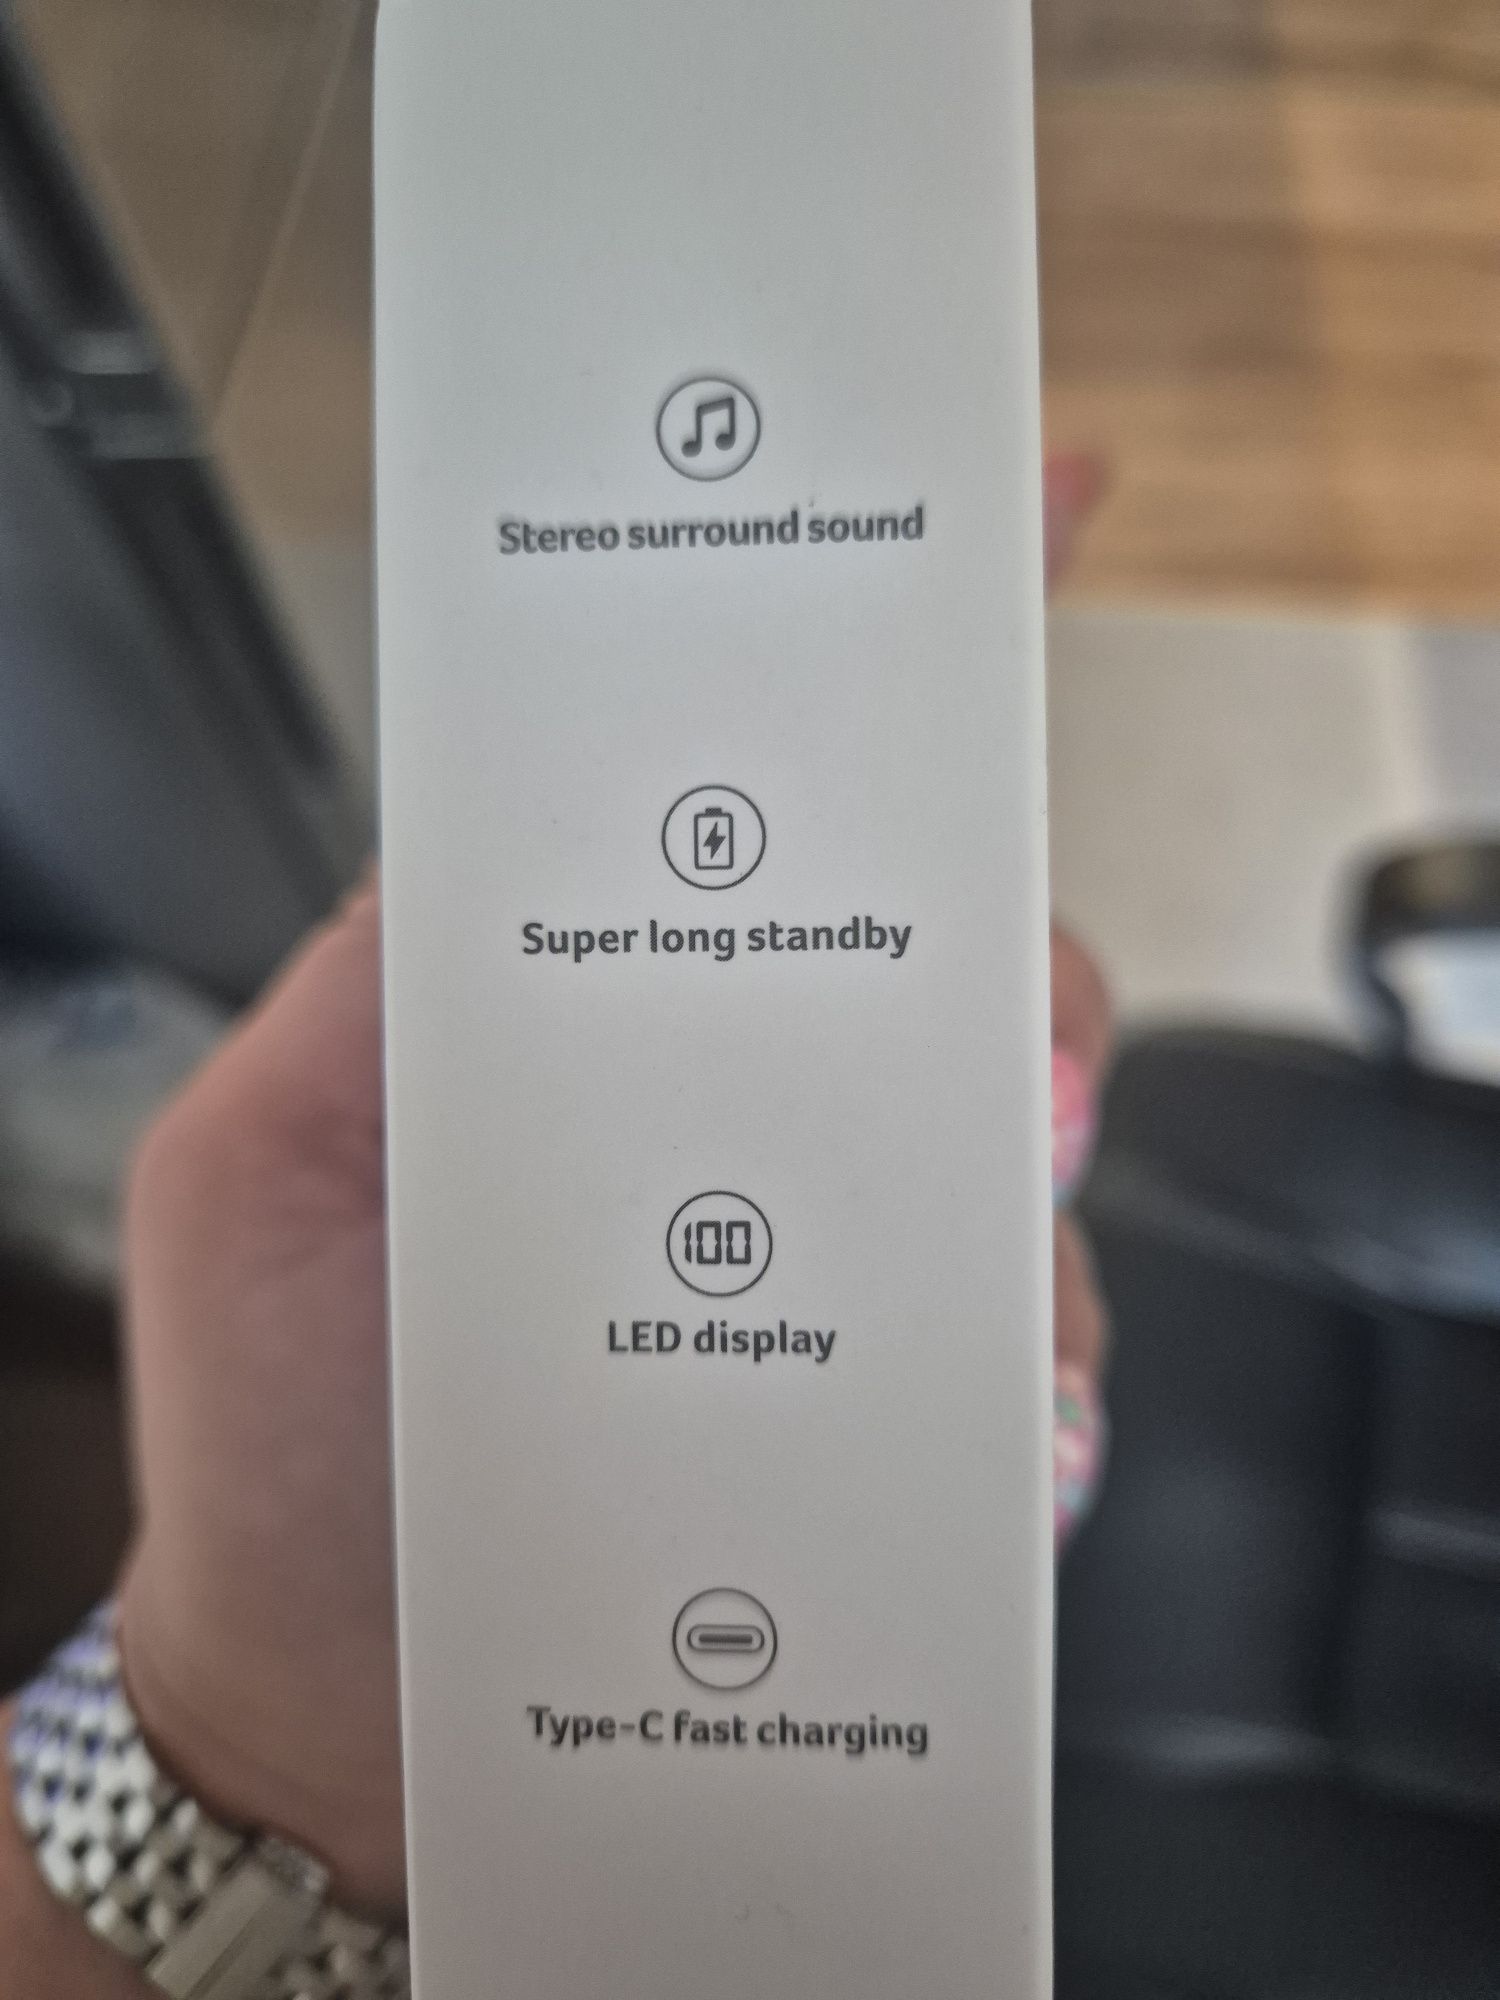 Stereo surround sound
Super long standby
100
LED display
Type-C fast charging